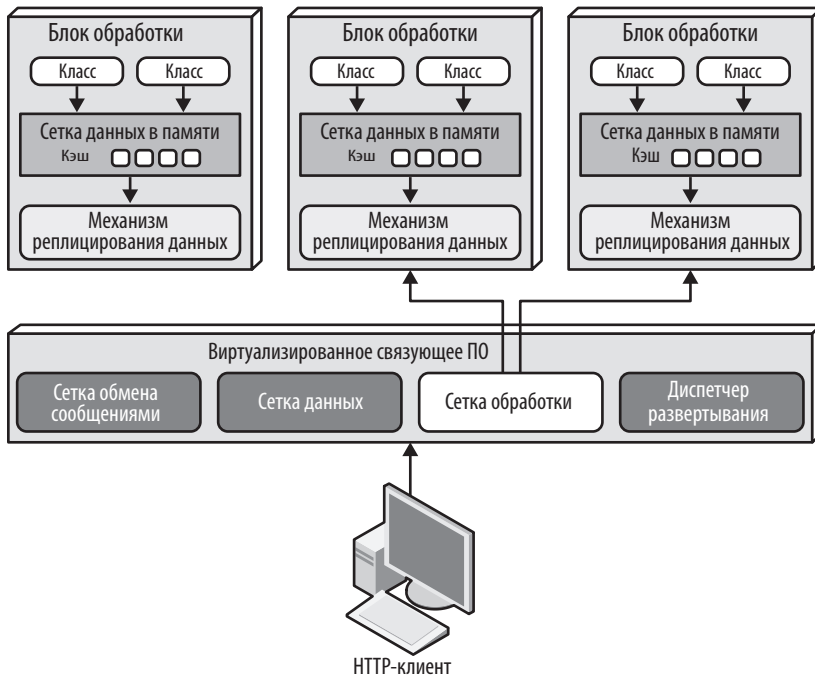 Блок обработки
Класс Класс
Сетка данных в памяти
Кэш
Механизм
реплицирования данных
Блок обработки
Класс Класс
Сетка данных в памяти
Кэш
Механизм
реплицирования данных
Блок обработки
Класс Класс
Сетка данных в памяти
Кэш
Механизм
реплицирования данных
Виртуализированное связующее ПО
Сетка обмена
сообщениями
Сетка данных
Сетка обработки
Диспетчер
развертывания
HTTP-клиент